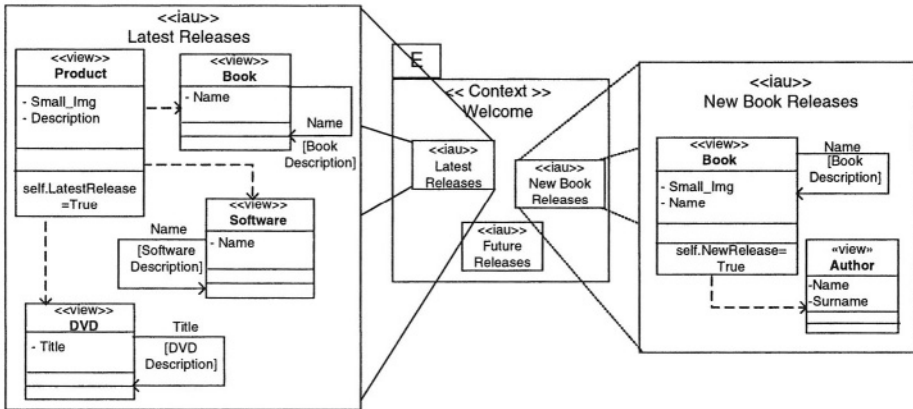 <<iau>>
Latest Releases
<<view>>
Product
- Small_Img
- Description
self.LatestRelease
=True
<<view>>
Book
- Name
Name
[Book
Description]
<<view>>
Software
- Name
Name
[Software
Description]
<<view>>
DVD
- Title
Title
[DVD
Description]
E
<< Context >>
Welcome
<<iau>>
Latest
Releases
<<iau>>
New Book
Releases
<<iau>>
Future
Releases
<<iau>>
New Book Releases
<<view>>
Book
- Small_Img
- Name
self.NewRelease=
True
Name
[Book
Description]
«view»
Author
-Name
-Surname